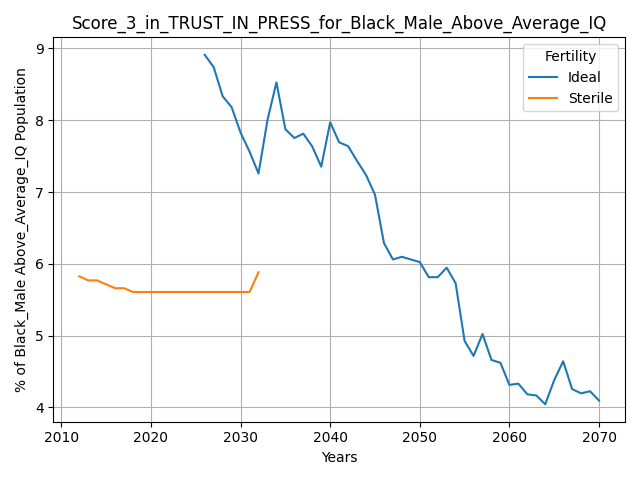 Score_3_in_TRUST_IN_PRESS_for_Black_Male_Above_Average_IQ
% of Black_Male Above_Average_IQ Population
9
8
7
6
5
4
Fertility
Ideal
Sterile
2010 2020 2030 2040 2050 2060 2070
Years